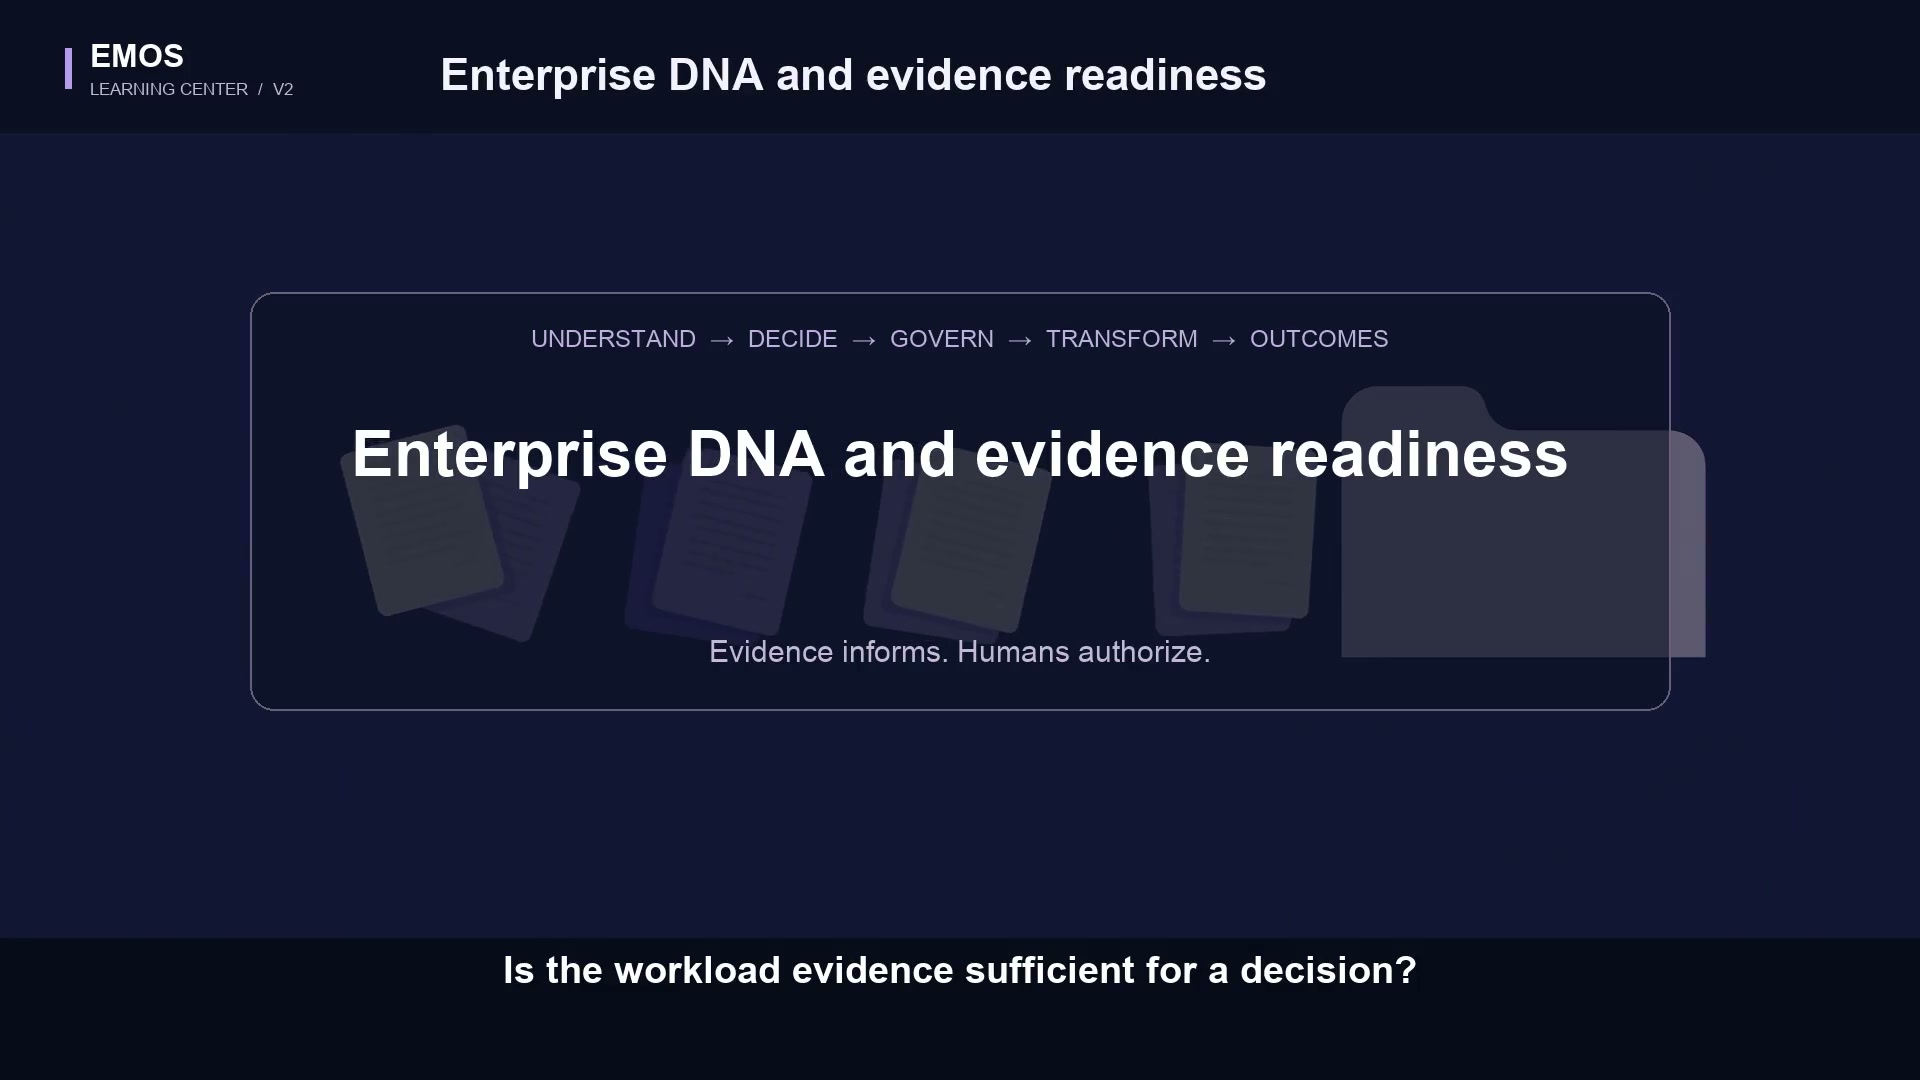 EMOS
LEARNING CENTER / V2
Enterprise DNA and evidence readiness
UNDERSTAND → DECIDE → GOVERN → TRANSFORM → OUTCOMES
Enterprise DNA and evidence readiness
Evidence informs. Humans authorize.
Is the workload evidence sufficient for a decision?